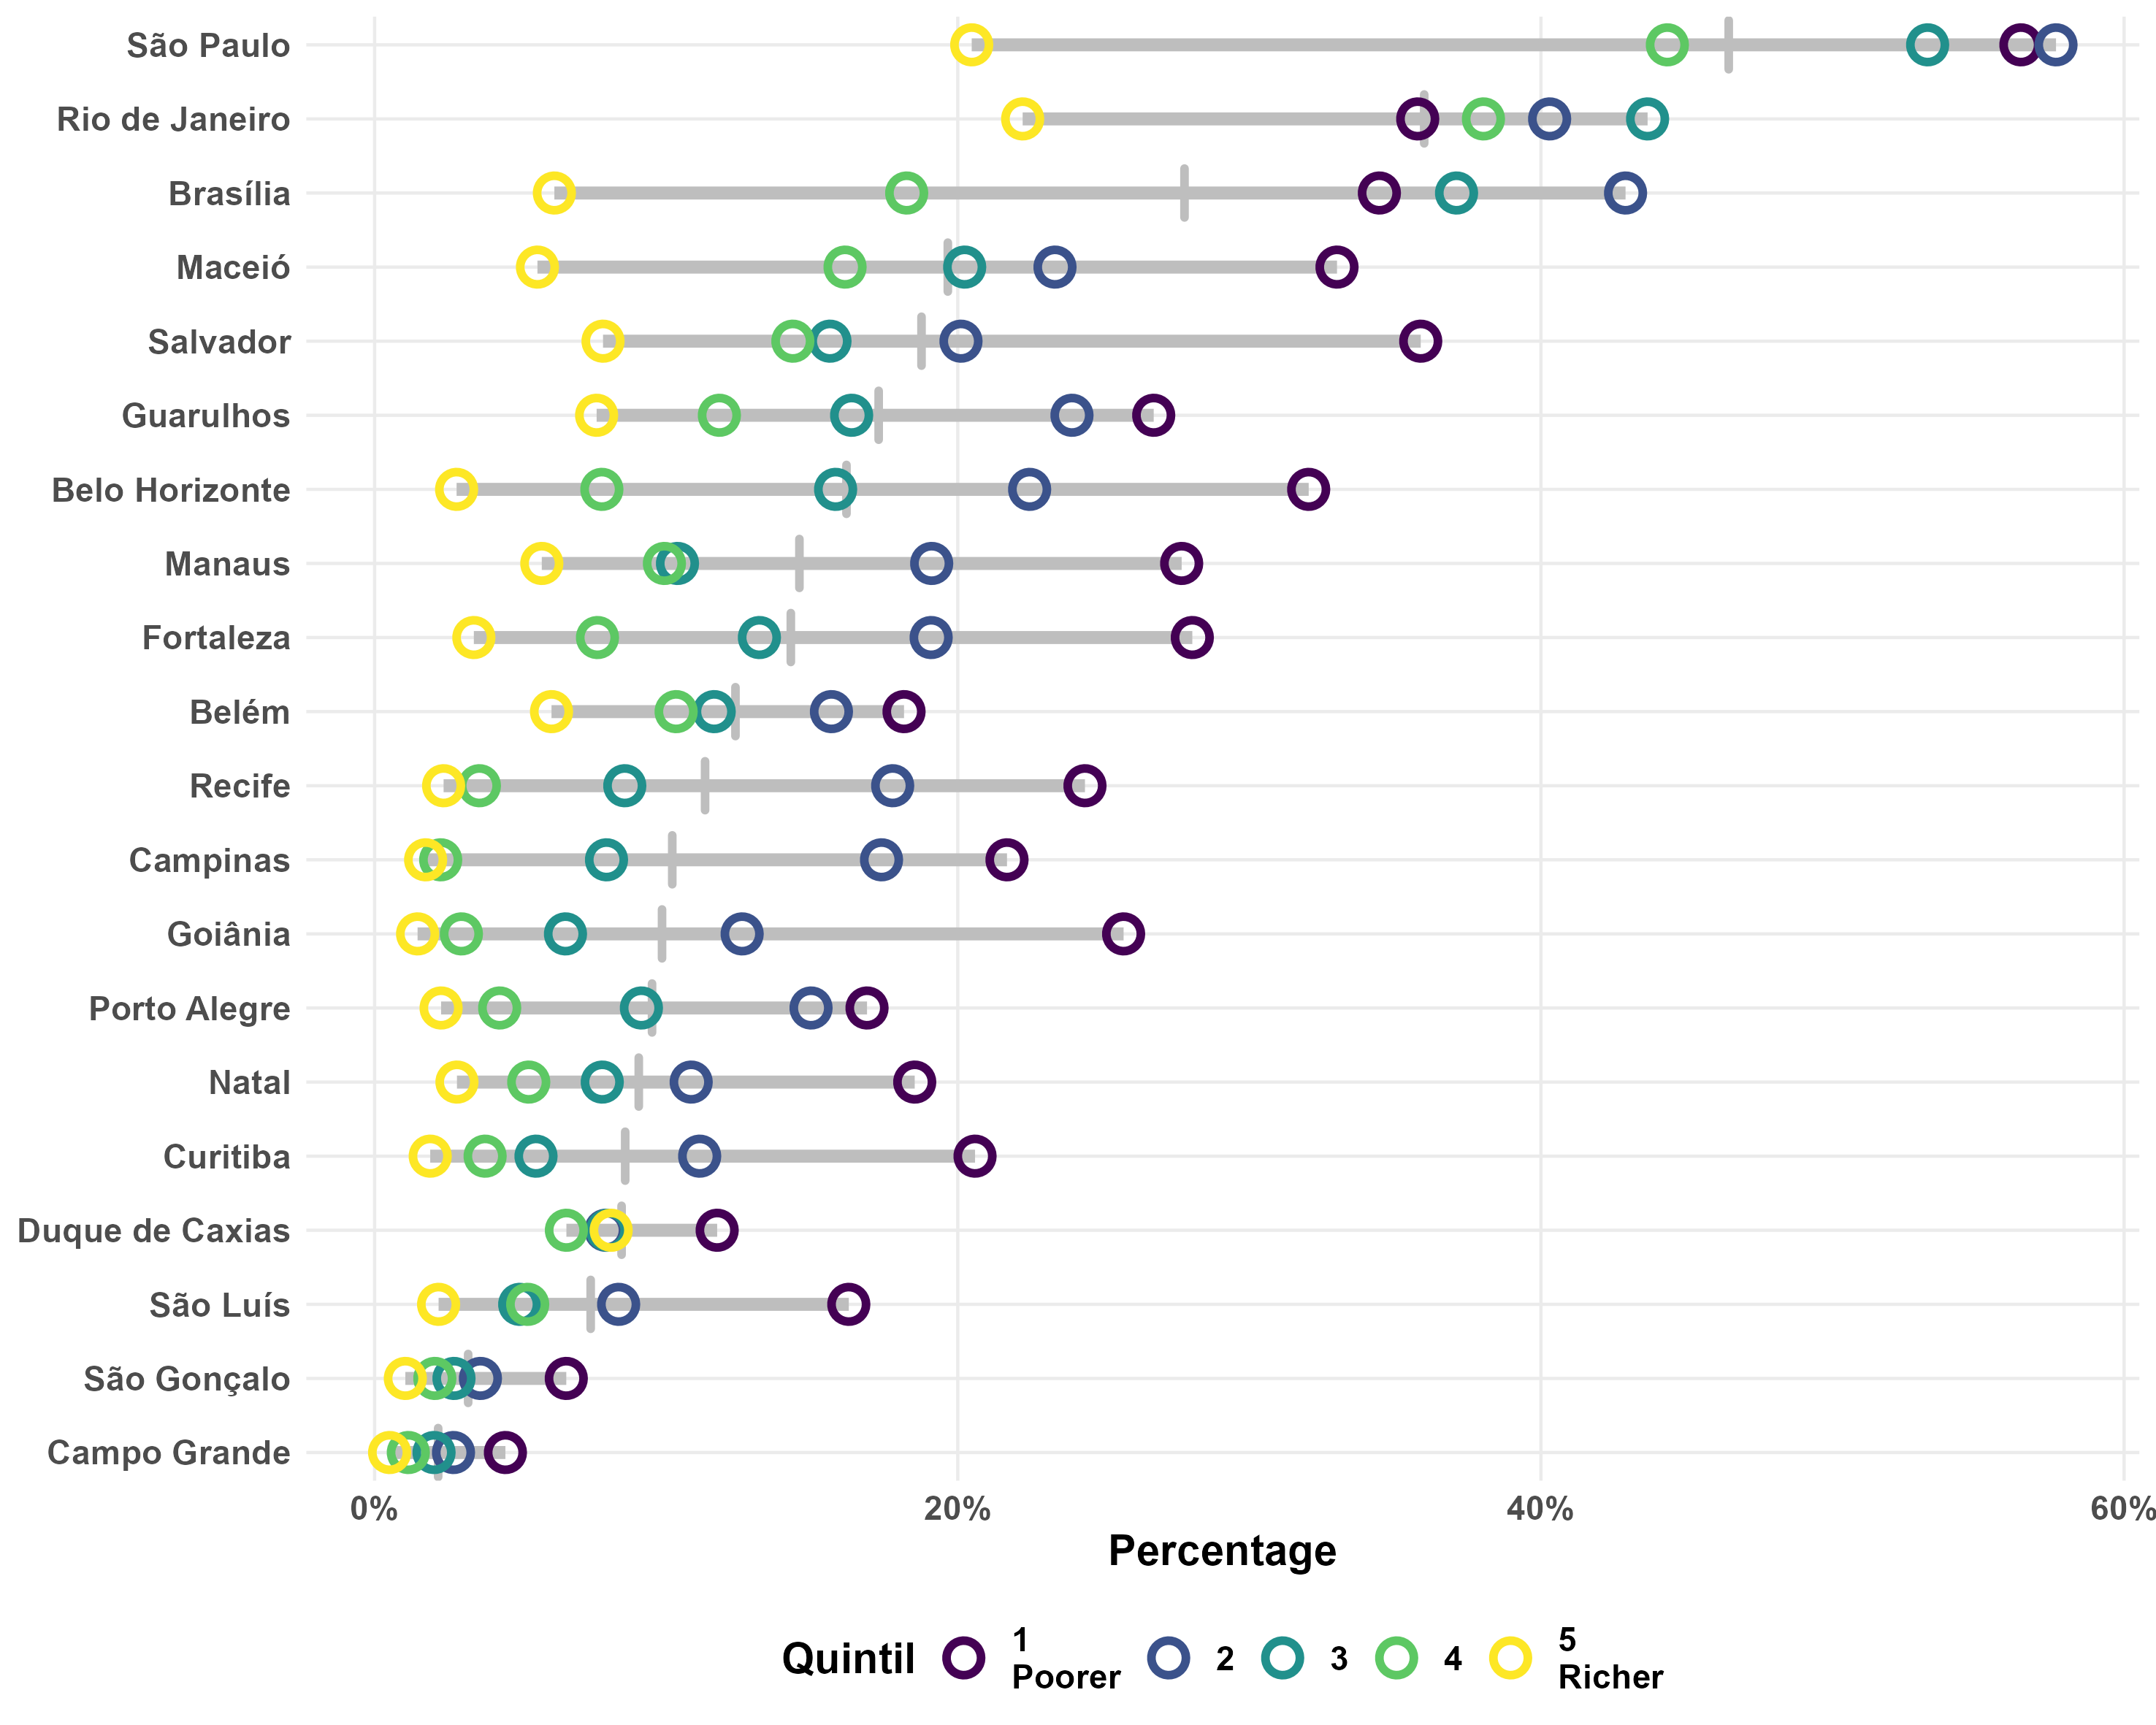 São Paulo
Rio de Janeiro
Brasília
Maceió
Salvador
Guarulhos
Belo Horizonte
Manaus
Fortaleza
Belém
Recife
Campinas
Goiânia
Porto Alegre
Natal
Curitiba
Duque de Caxias
São Luís
São Gonçalo
Campo Grande
0% 20% 40% 60%
Percentage
Quintil 1 Poorer 2 3 4 5 Richer